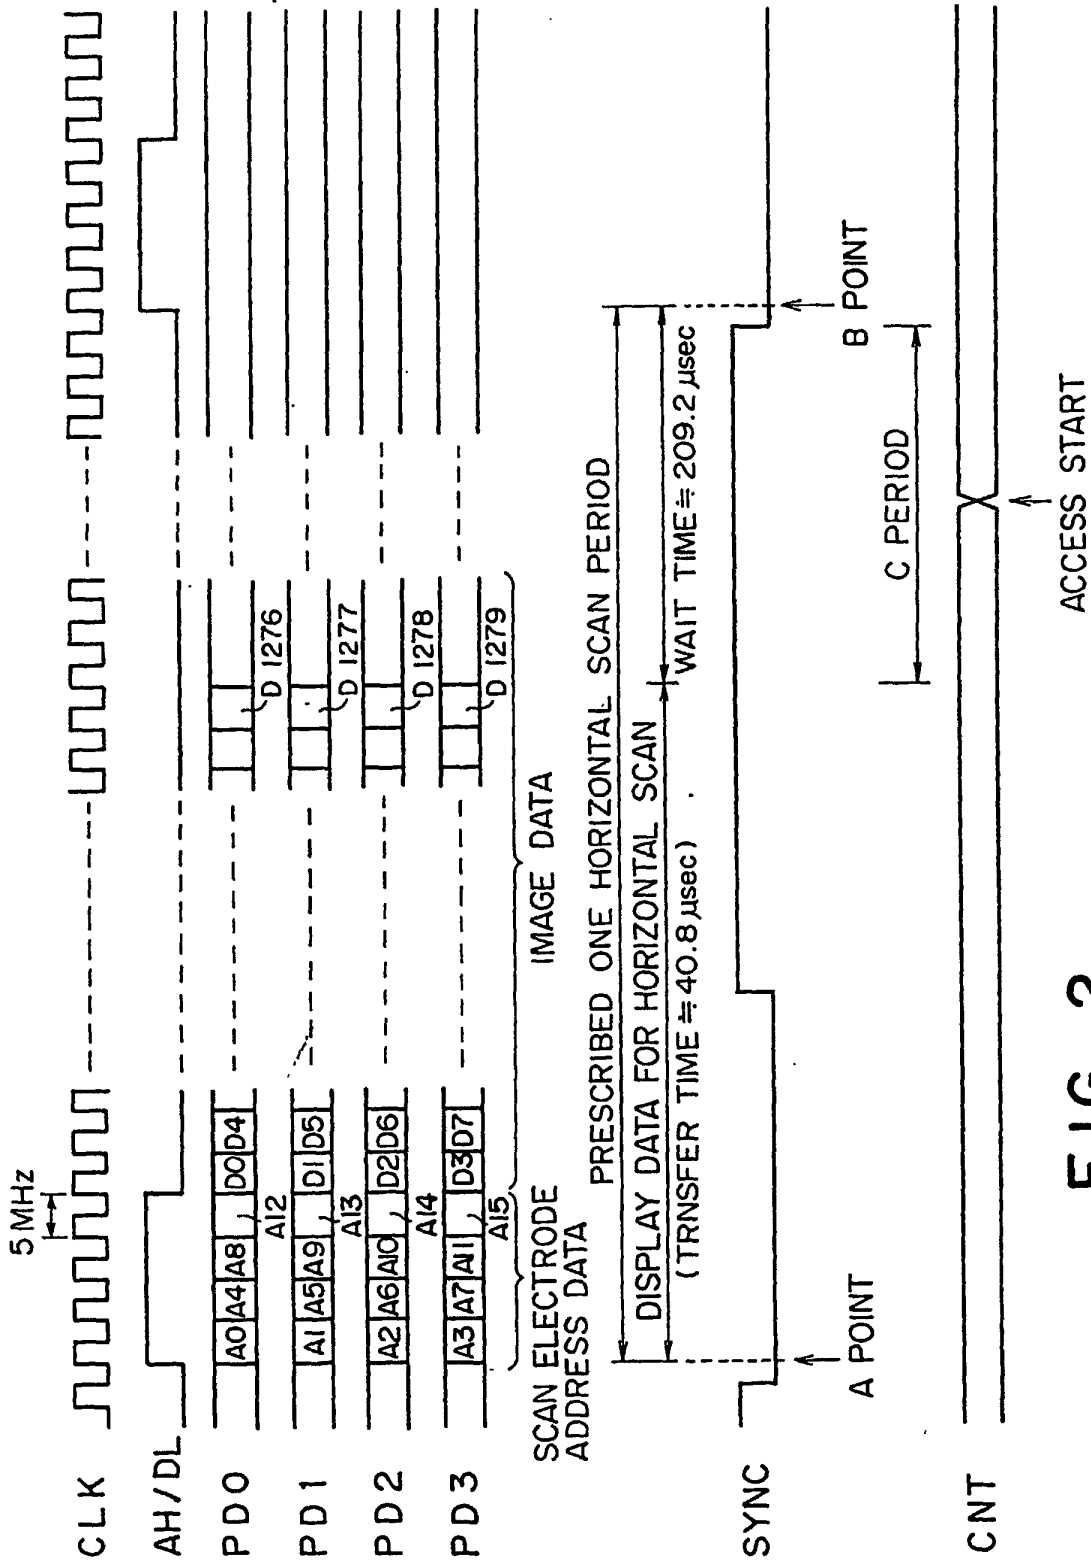 5 MHz
CLK
AH/DL
PD0 A0 A4 A8 D0 D4
A12
D 1276
PD1 A1 A5 A9 D1 D5
A13
D 1277
PD2 A2 A6 A10 D2 D6
A14
D 1278
PD3 A3 A7 A11 D3 D7
A15
D 1279
SCAN ELECTRODE
ADDRESS DATA
IMAGE DATA
PRESCRIBED ONE HORIZONTAL SCAN PERIOD
DISPLAY DATA FOR HORIZONTAL SCAN
(TRNSFER TIME ≒ 40.8 μsec)
WAIT TIME ≒ 209.2 μsec
SYNC
A POINT
B POINT
C PERIOD
CNT
ACCESS START
FIG. 2